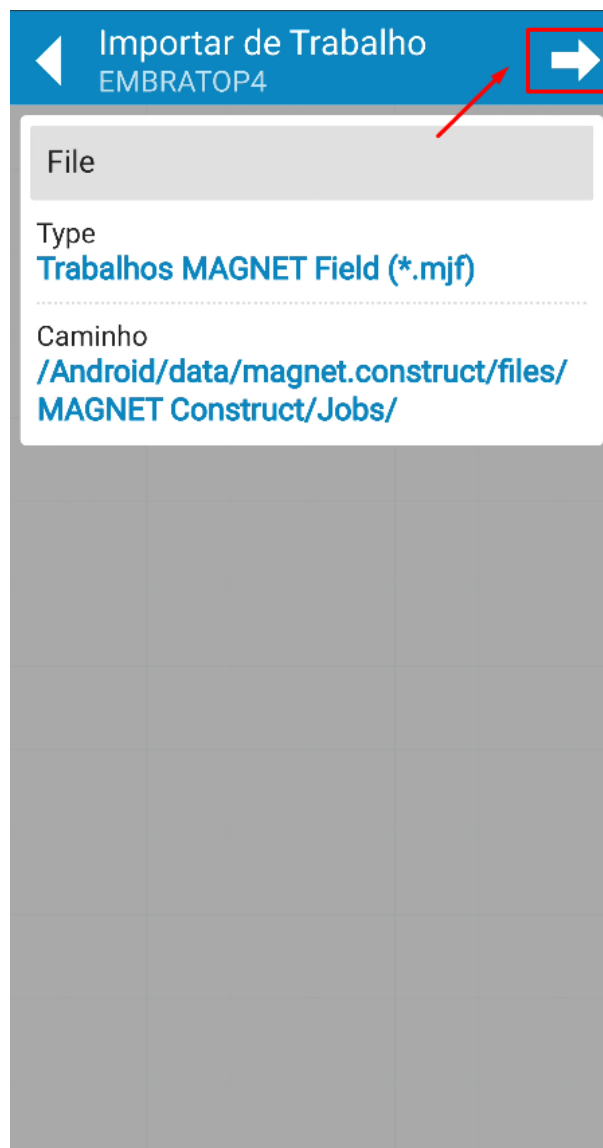 Importar de Trabalho
EMBRATOP4
File
Type
Trabalhos MAGNET Field (*.mjf)
Caminho
/Android/data/magnet.construct/files/
MAGNET Construct/Jobs/